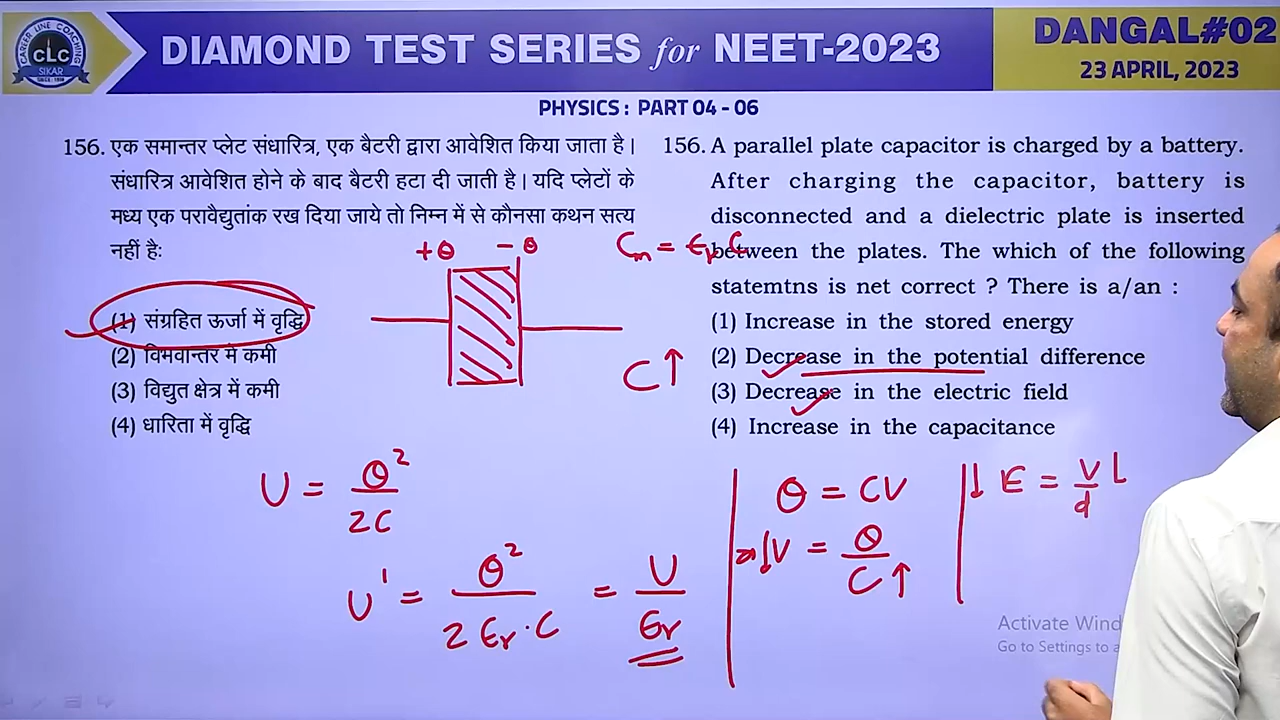 CAREER LINE COACHING
CLC
SIKAR
SINCE : 1996
DIAMOND TEST SERIES for NEET-2023
DANGAL#02
23 APRIL, 2023
PHYSICS : PART 04 - 06
156. एक समान्तर प्लेट संधारित्र, एक बैटरी द्वारा आवेशित किया जाता है।
संधारित्र आवेशित होने के बाद बैटरी हटा दी जाती है। यदि प्लेटों के
मध्य एक परावैद्युतांक रख दिया जाये तो निम्न में से कौनसा कथन सत्य
नहीं है:
(1) संग्रहित ऊर्जा में वृद्धि
(2) विभवान्तर में कमी
(3) विद्युत क्षेत्र में कमी
(4) धारिता में वृद्धि
156. A parallel plate capacitor is charged by a battery.
After charging the capacitor, battery is
disconnected and a dielectric plate is inserted
between the plates. The which of the following
statemtns is net correct ? There is a/an :
(1) Increase in the stored energy
(2) Decrease in the potential difference
(3) Decrease in the electric field
(4) Increase in the capacitance
+Q -Q
Cm = εr C
C↑
U = Q²/2C
U' = Q²/2εr·C = U/εr
Q = CV
⇒↓V = Q/C↑
↓E = V/d↓
Activate Wind
Go to Settings to a